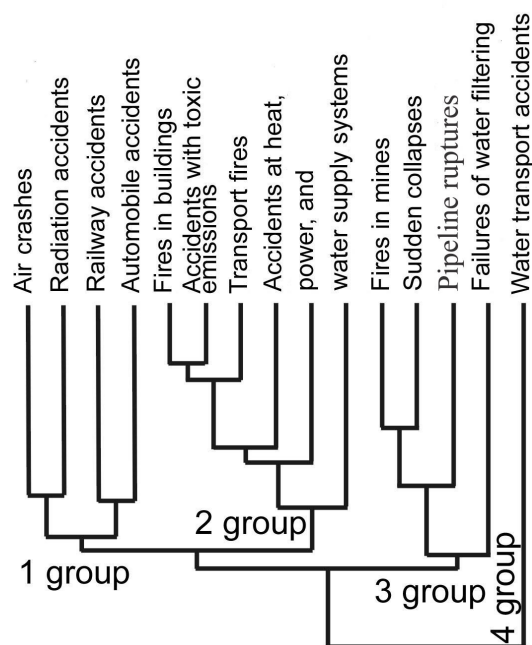 Air crashes
Radiation accidents
Railway accidents
Automobile accidents
Fires in buildings
Accidents with toxic
emissions
Transport fires
Accidents at heat,
power, and
water supply systems
Fires in mines
Sudden collapses
Pipeline ruptures
Failures of water filtering
Water transport accidents
1 group
2 group
3 group
4 group